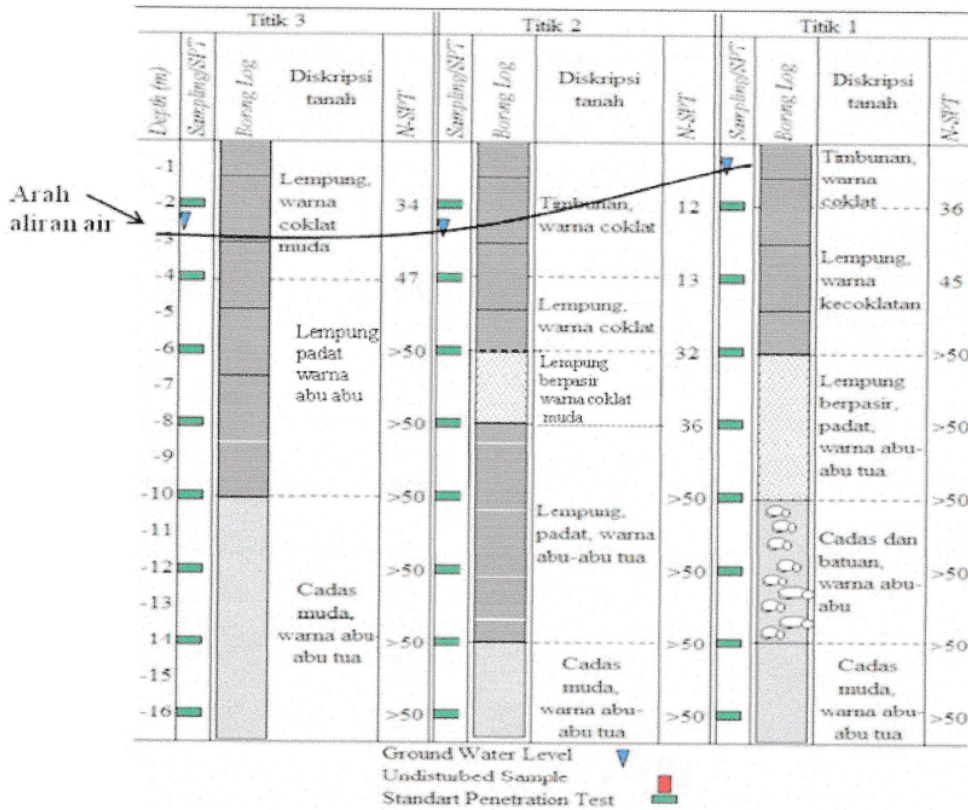 Titik 3
Titik 2
Titik 1
Depth (m)
Sampling/SPT
Boring Log
Diskripsi
tanah
N-SPT
Sampling/SPT
Boring Log
Diskripsi
tanah
N-SPT
Sampling/SPT
Boring Log
Diskripsi
tanah
N-SPT
Arah
aliran air
-1
-2
-3
-4
-5
-6
-7
-8
-9
-10
-11
-12
-13
14
-15
-16
Lempung,
warna
coklat
muda
Lempung
padat
warna
abu abu
Cadas
muda,
warna abu-
abu tua
34
47
>50
>50
>50
>50
>50
>50
Timbunan,
warna coklat
Lempung,
warna coklat
Lempung
berpasir
warna coklat
muda
Lempung,
padat, warna
abu-abu tua
Cadas
muda,
warna abu-
abu tua
12
13
32
36
>50
>50
>50
>50
Timbunan,
warna
coklat
Lempung,
warna
kecoklatan
Lempung
berpasir,
padat,
warna abu-
abu tua
Cadas dan
batuan,
warna abu-
abu
Cadas
muda,
warna abu-
abu tua
36
45
>50
>50
>50
>50
>50
>50
Ground Water Level
Undisturbed Sample
Standart Penetration Test